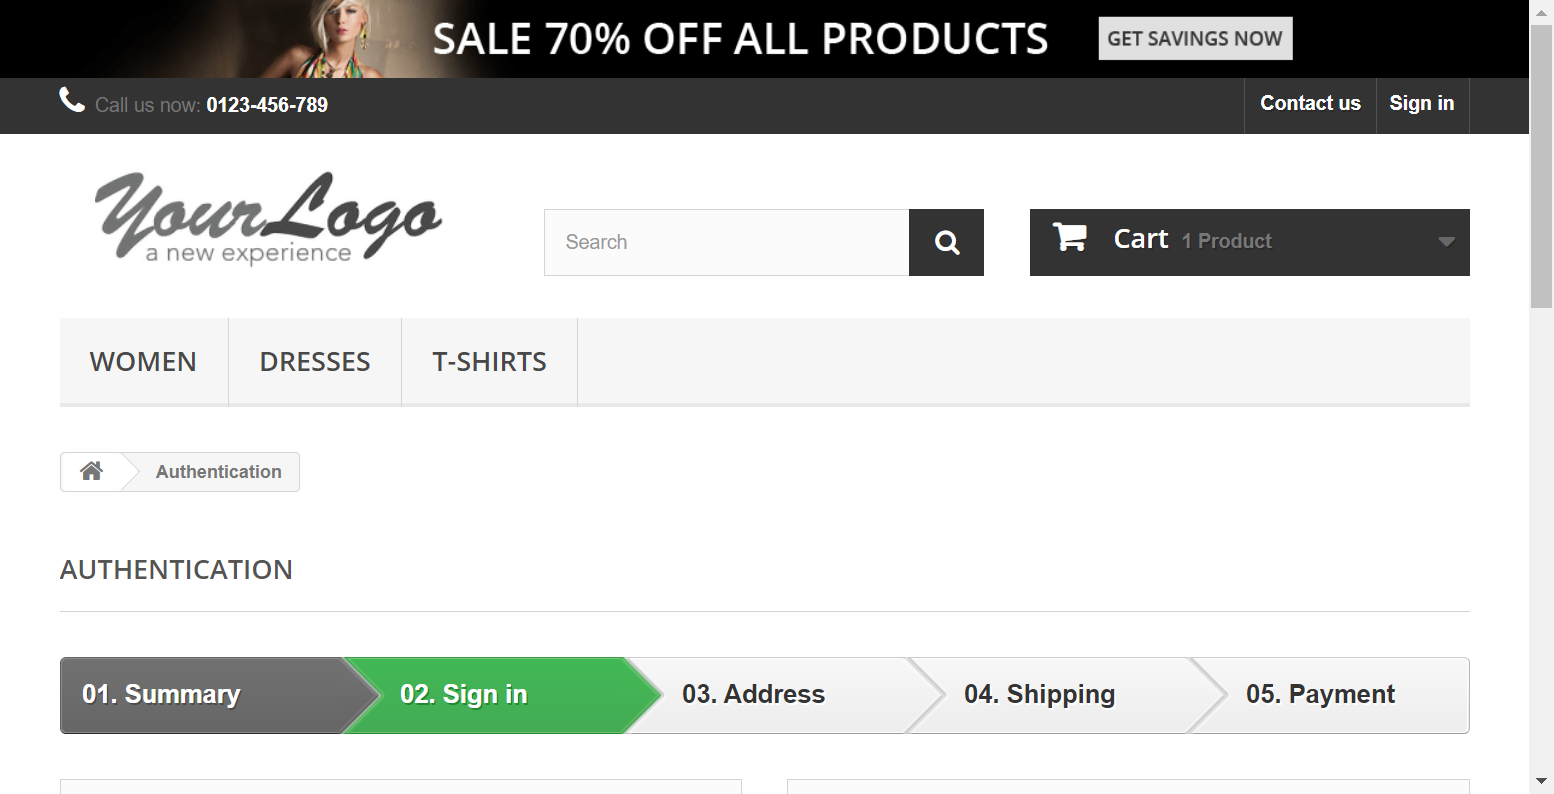 SALE 70% OFF ALL PRODUCTS GET SAVINGS NOW
Call us now: 0123-456-789 Contact us Sign in
Your Logo
a new experience
Search
Cart 1 Product
WOMEN DRESSES T-SHIRTS
Authentication
AUTHENTICATION
01. Summary 02. Sign in 03. Address 04. Shipping 05. Payment